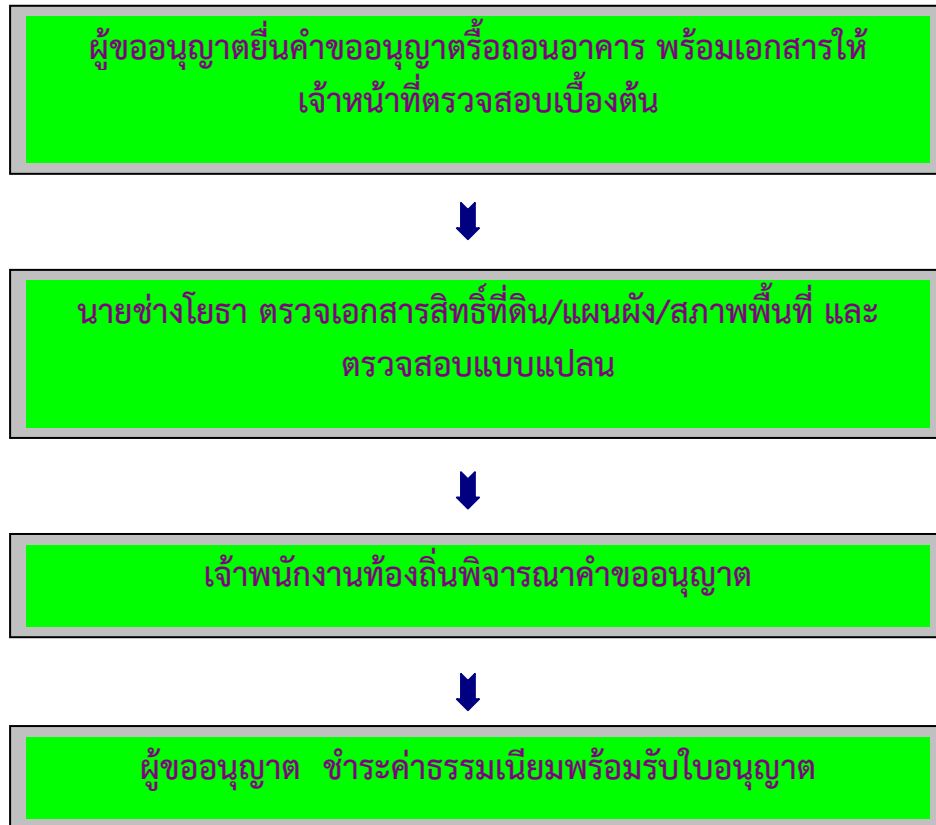 ผู้ขออนุญาตยื่นคำขออนุญาตรื้อถอนอาคาร พร้อมเอกสารให้
เจ้าหน้าที่ตรวจสอบเบื้องต้น
นายช่างโยธา ตรวจเอกสารสิทธิ์ที่ดิน/แผนผัง/สภาพพื้นที่ และ
ตรวจสอบแบบแปลน
เจ้าพนักงานท้องถิ่นพิจารณาคำขออนุญาต
ผู้ขออนุญาต ชำระค่าธรรมเนียมพร้อมรับใบอนุญาต